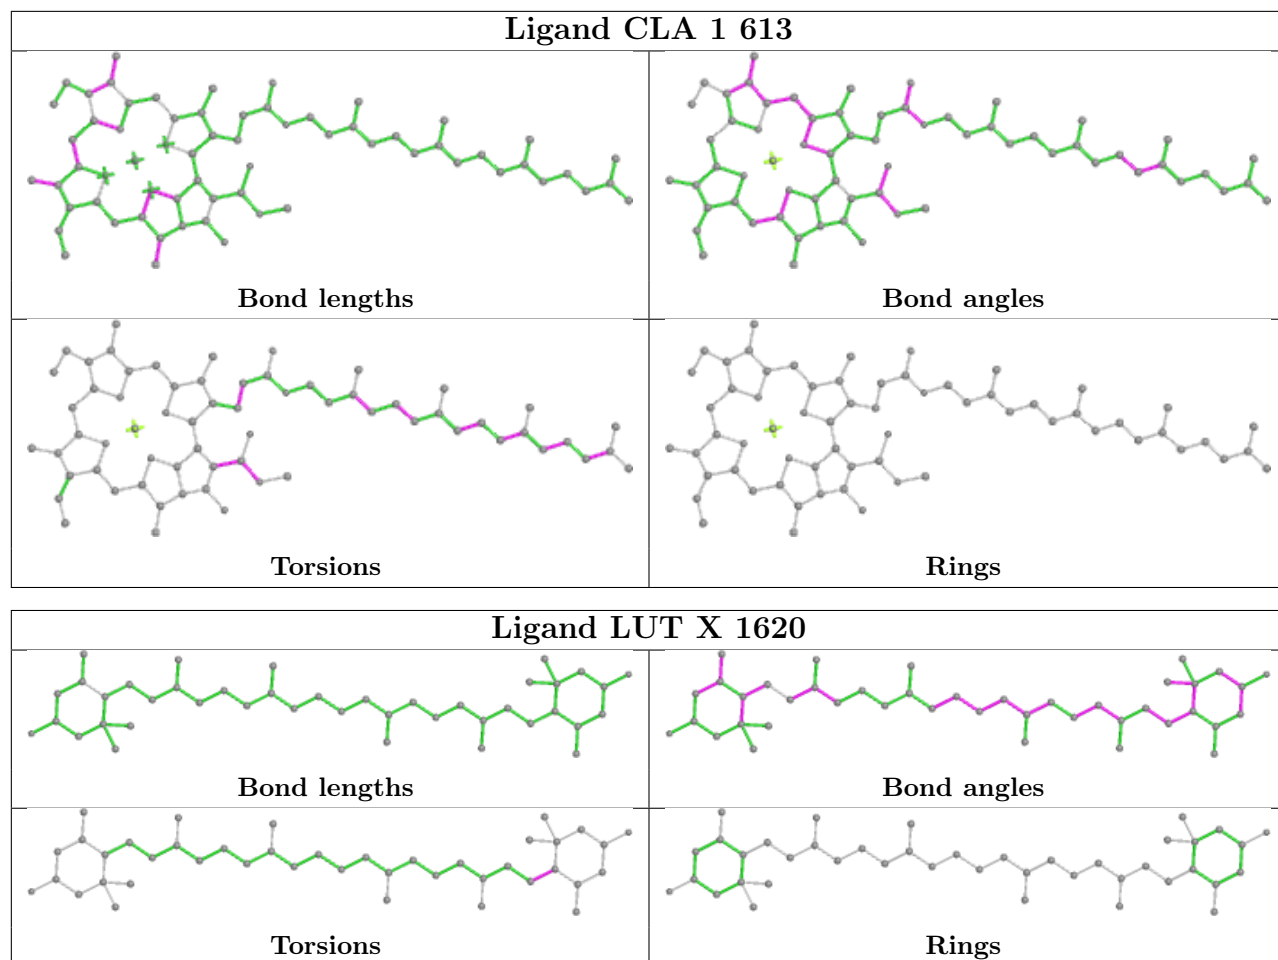 Ligand CLA 1 613
Bond lengths
Bond angles
Torsions
Rings
Ligand LUT X 1620
Bond lengths
Bond angles
Torsions
Rings